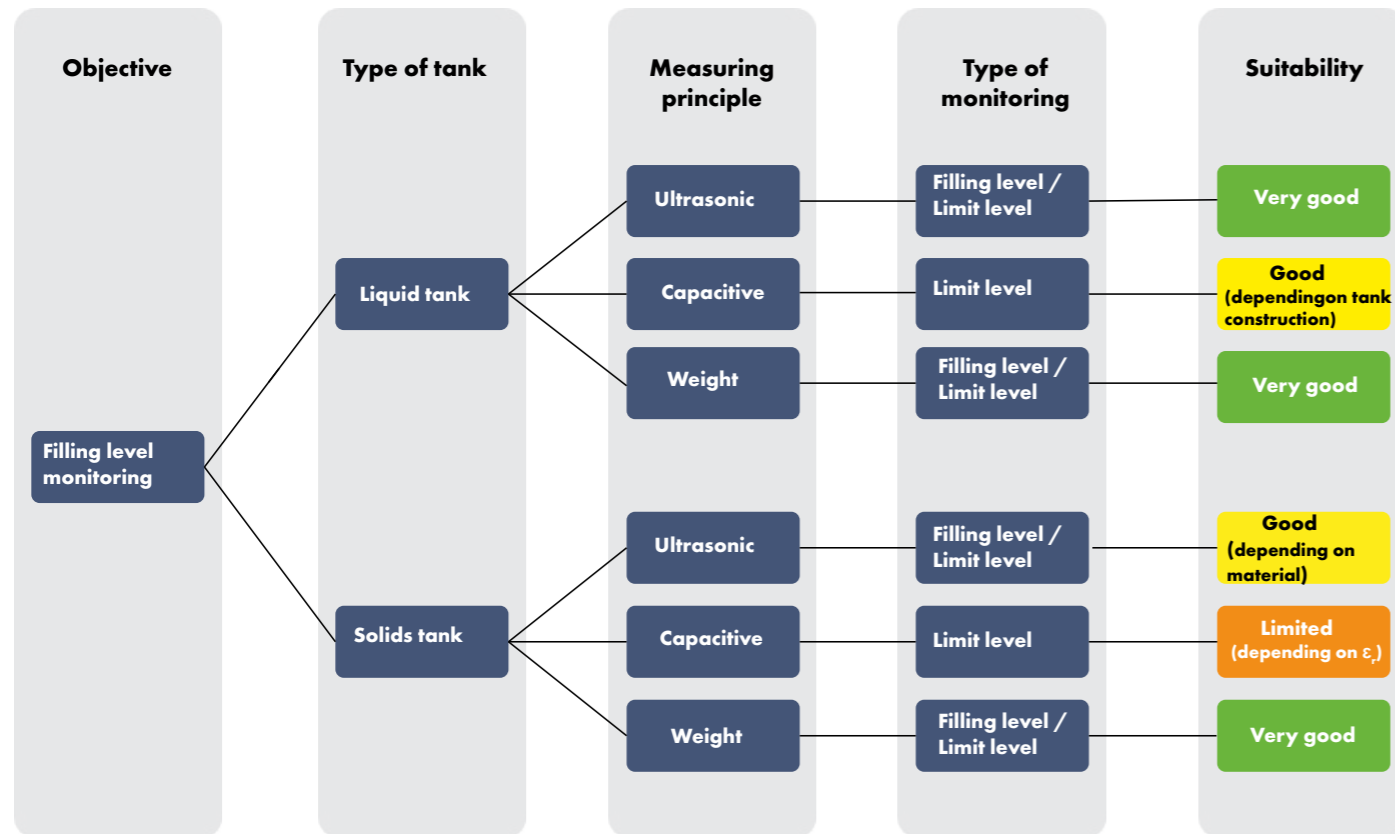 Objective
Type of tank
Measuring
principle
Type of
monitoring
Suitability
Filling level
monitoring
Liquid tank
Ultrasonic
Filling level /
Limit level
Very good
Capacitive
Limit level
Good
(dependingon tank
construction)
Weight
Filling level /
Limit level
Very good
Solids tank
Ultrasonic
Filling level /
Limit level
Good
(depending on
material)
Capacitive
Limit level
Limited
(depending on εr)
Weight
Filling level /
Limit level
Very good